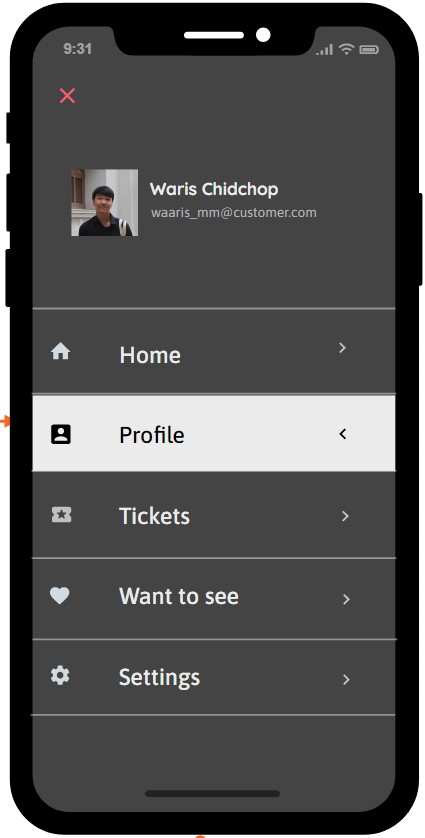 9:31
Waris Chidchop
waaris_mm@customer.com
Home
Profile
Tickets
Want to see
Settings